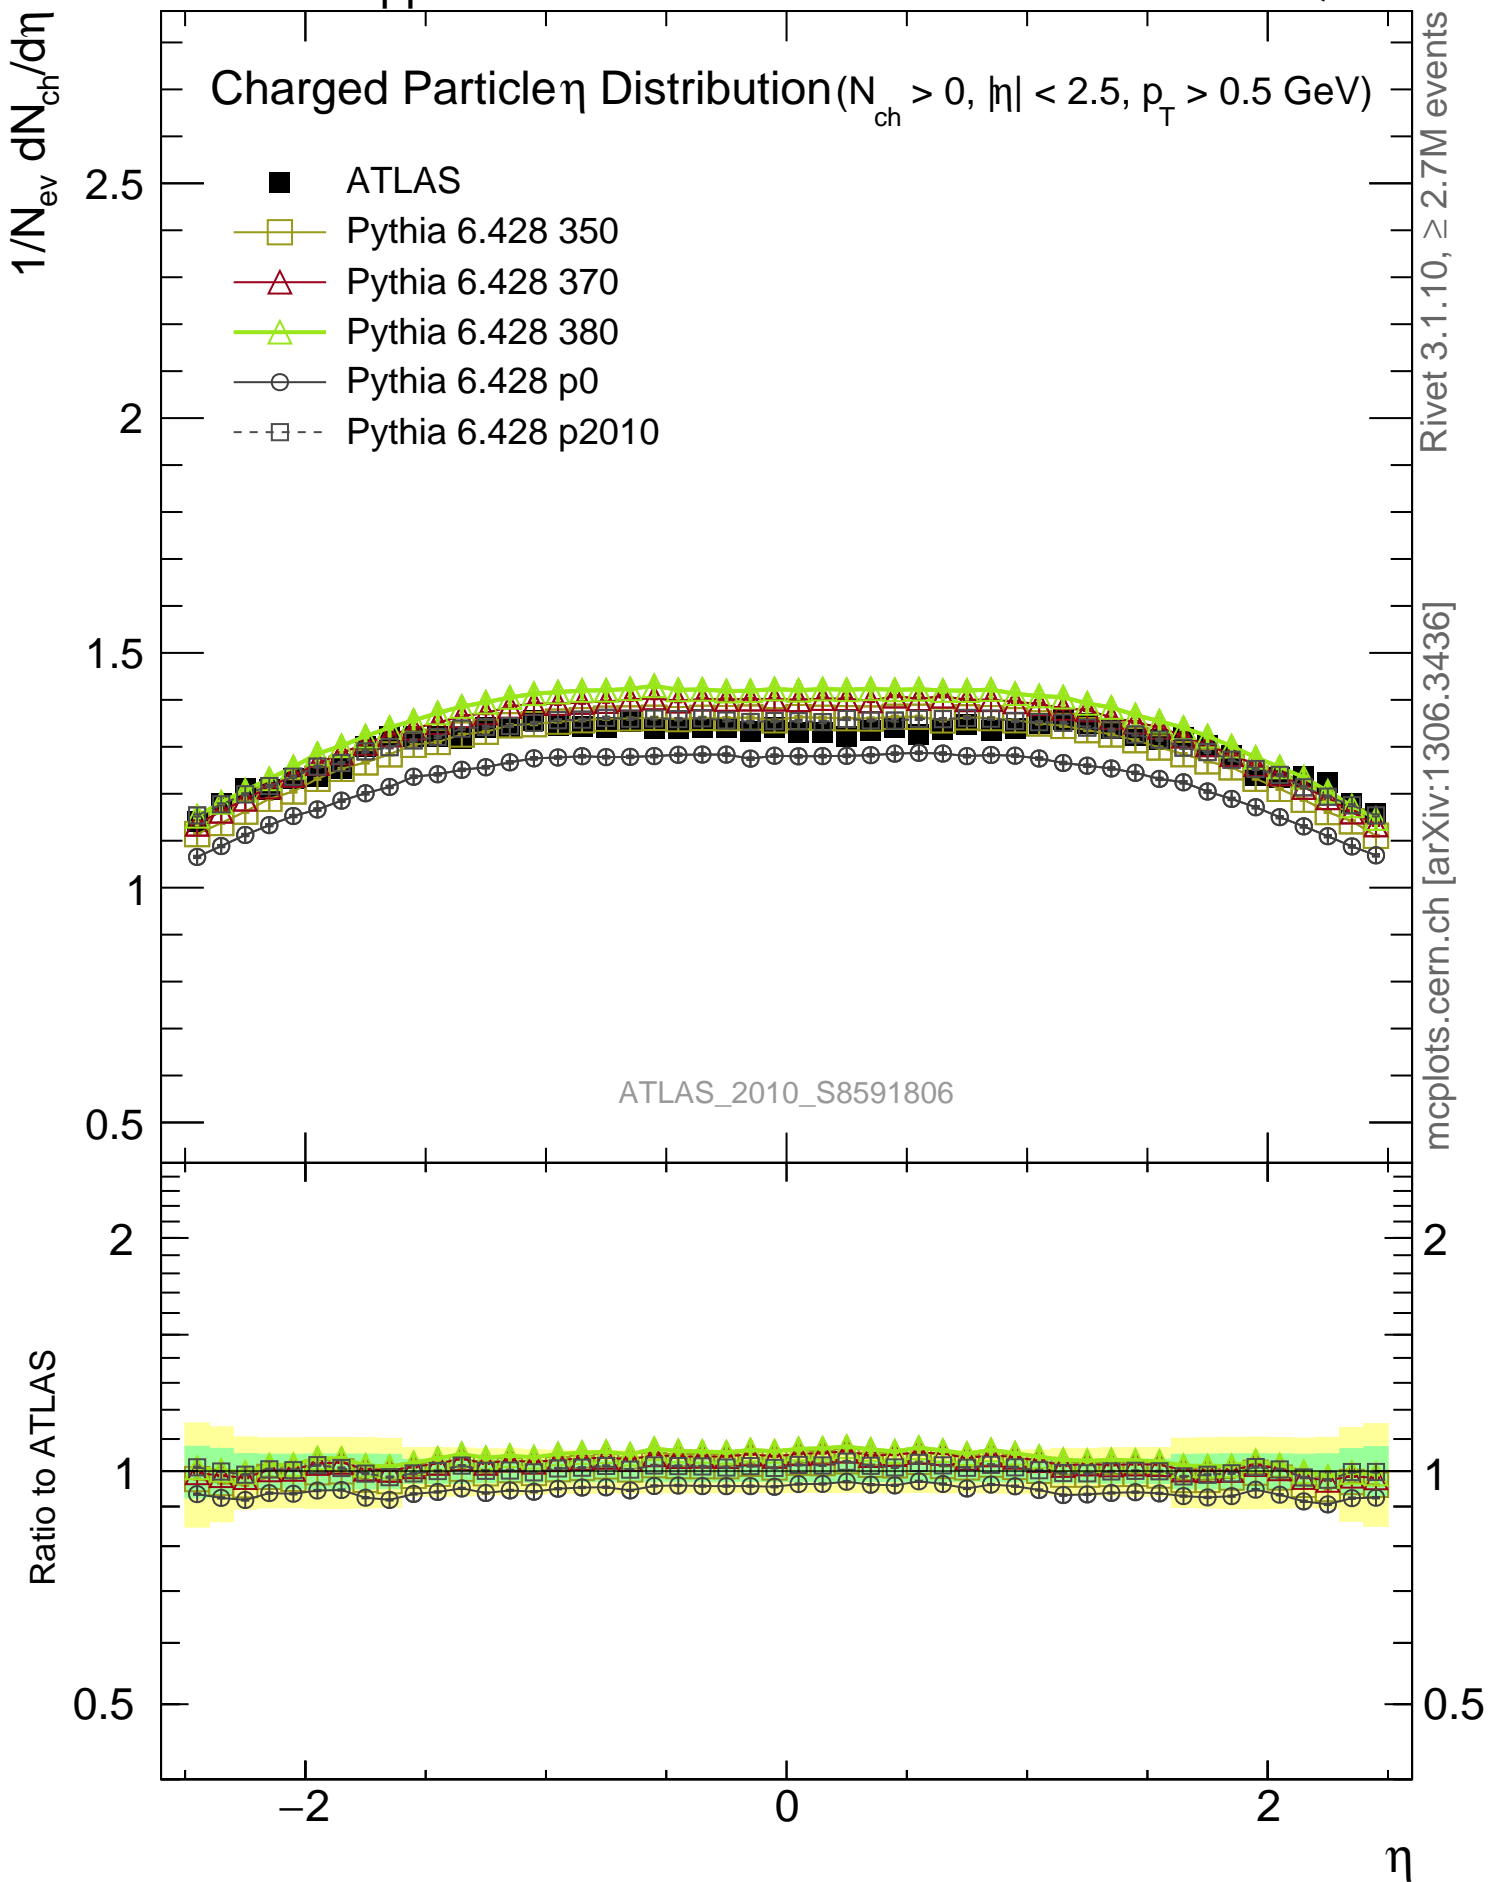 1/N_ev dN_ch/dη
Charged Particle η Distribution (N_ch > 0, |η| < 2.5, p_T > 0.5 GeV)
ATLAS
Pythia 6.428 350
Pythia 6.428 370
Pythia 6.428 380
Pythia 6.428 p0
Pythia 6.428 p2010
2.5
2
1.5
1
0.5
ATLAS_2010_S8591806
Rivet 3.1.10, ≥ 2.7M events
mcplots.cern.ch [arXiv:1306.3436]
Ratio to ATLAS
2
1
0.5
2
1
0.5
−2 0 2
η